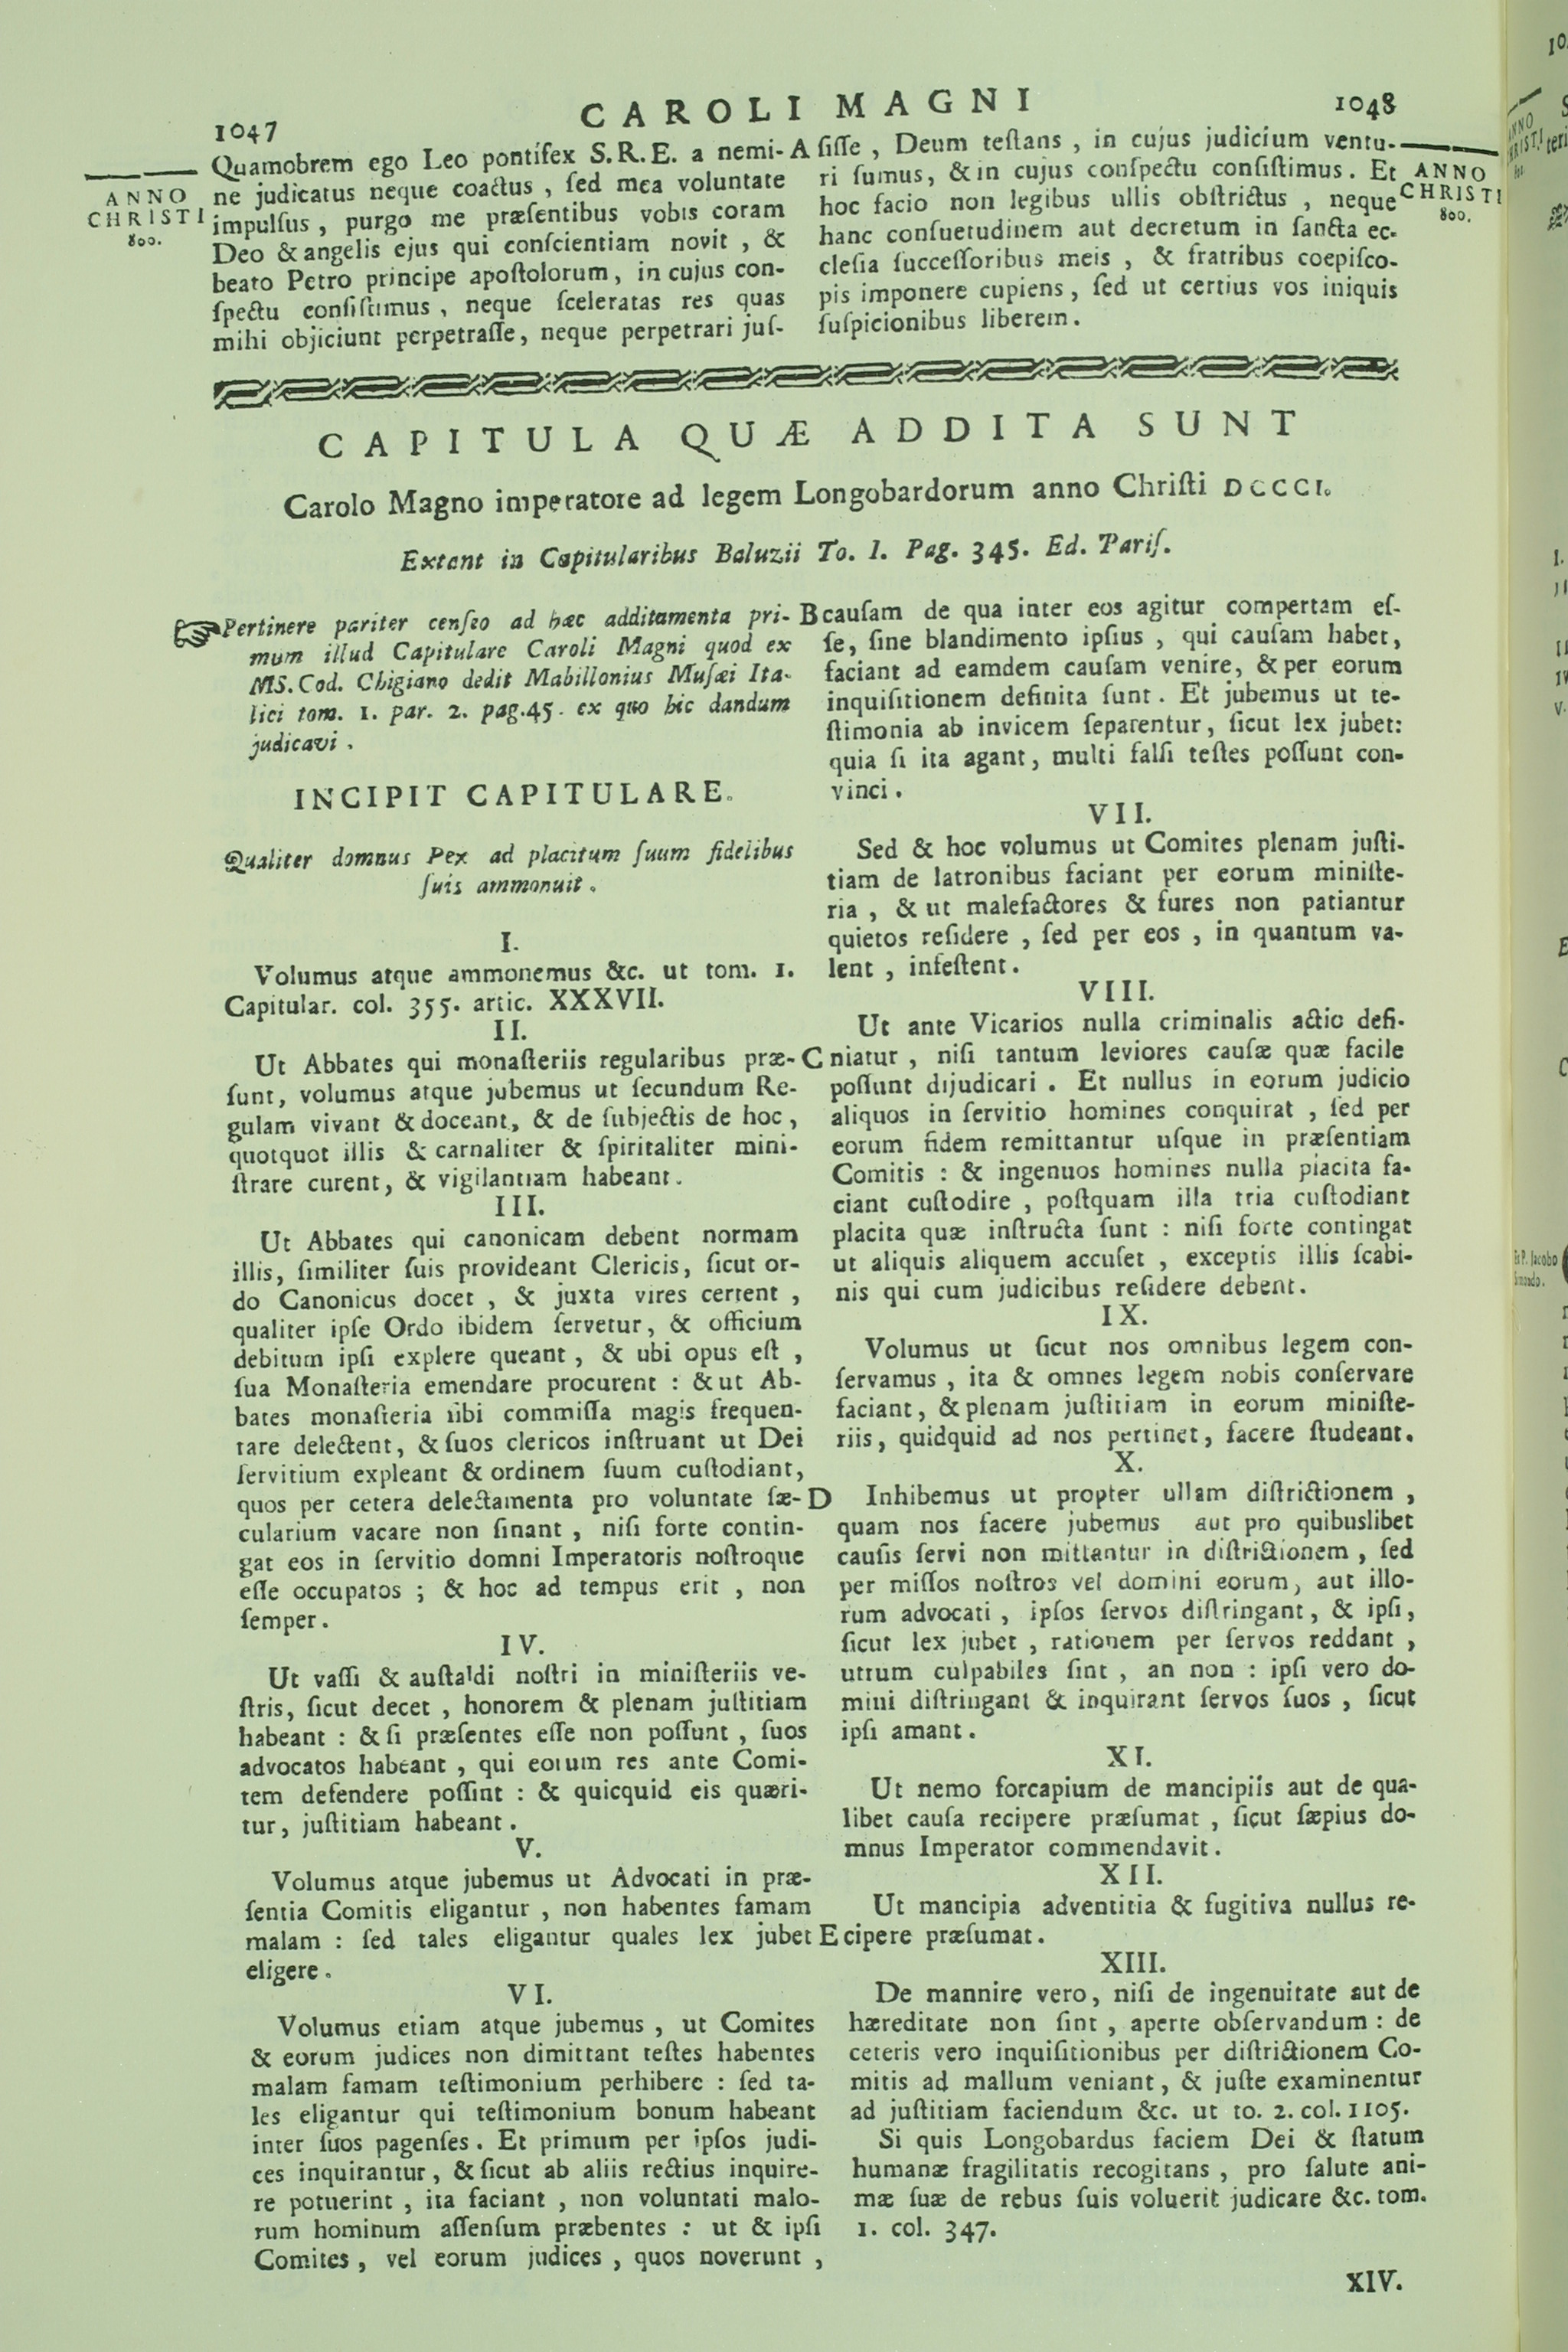 1047
CAROLI MAGNI
1048
ANNO
CHRISTI
800.
Quamobrem ego Leo pontifex S. R. E. a nemi-
ne judicatus neque coactus , ſed mea voluntate
impulſus , purgo me præſentibus vobis coram
Deo & angelis ejus qui conſcientiam novit , &
beato Petro principe apoſtolorum, in cujus con-
ſpectu conſiſtimus , neque ſceleratas res quas
mihi objiciunt perpetraſſe, neque perpetrari juſ-
A
ſiſſe , Deum teſtans , in cujus judicium ventu-
ri ſumus, & in cujus conſpectu conſiſtimus . Et
hoc facio non legibus ullis obſtrictus , neque
hanc conſuetudinem aut decretum in ſancta ec-
cleſia ſucceſſoribus meis , & fratribus coepiſco-
pis imponere cupiens , ſed ut certius vos iniquis
ſuſpicionibus liberem .
ANNO
CHRISTI
800.
CAPITULA QUÆ ADDITA SUNT
Carolo Magno imperatore ad legem Longobardorum anno Chriſti DCCCI.
Extant in Capitularibus Baluzii To. I. Pag. 345. Ed. Pariſ.
Pertinere pariter cenſeo ad hæc additamenta pri-
mum illud Capitulare Caroli Magni quod ex
MS. Cod. Chigiano dedit Mabillonius Muſæi Ita-
lici tom. 1. par. 2. pag. 45. ex quo hic dandum
judicavi .
INCIPIT CAPITULARE.
Qualiter domnus Pex ad placitum ſuum fidelibus
ſuis ammonuit .
I.
Volumus atque ammonemus &c. ut tom. 1.
Capitular. col. 355. artic. XXXVII.
II.
Ut Abbates qui monaſteriis regularibus præ-
ſunt, volumus atque jubemus ut ſecundum Re-
gulam vivant & doceant, & de ſubjectis de hoc ,
quotquot illis & carnaliter & ſpiritaliter mini-
ſtrare curent, & vigilantiam habeant .
III.
Ut Abbates qui canonicam debent normam
illis, ſimiliter ſuis provideant Clericis, ſicut or-
do Canonicus docet , & juxta vires certent ,
qualiter ipſe Ordo ibidem ſervetur, & officium
debitum ipſi explere queant , & ubi opus eſt ,
ſua Monaſteria emendare procurent : & ut Ab-
bates monaſteria ſibi commiſſa magis frequen-
tare delectent, & ſuos clericos inſtruant ut Dei
ſervitium expleant & ordinem ſuum cuſtodiant,
quos per cetera delectamenta pro voluntate ſæ-
cularium vacare non ſinant , niſi forte contin-
gat eos in ſervitio domni Imperatoris noſtroque
eſſe occupatos ; & hoc ad tempus erit , non
ſemper .
IV.
Ut vaſſi & auſtaldi noſtri in miniſteriis ve-
ſtris, ſicut decet , honorem & plenam juſtitiam
habeant : & ſi præſentes eſſe non poſſunt , ſuos
advocatos habeant , qui eorum res ante Comi-
tem defendere poſſint : & quicquid eis quæri-
tur, juſtitiam habeant .
V.
Volumus atque jubemus ut Advocati in præ-
ſentia Comitis eligantur , non habentes famam
malam : ſed tales eligantur quales lex jubet
eligere .
VI.
Volumus etiam atque jubemus , ut Comites
& eorum judices non dimittant teſtes habentes
malam famam teſtimonium perhibere : ſed ta-
les eligantur qui teſtimonium bonum habeant
inter ſuos pagenſes . Et primum per ipſos judi-
ces inquirantur, & ſicut ab aliis rectius inquire-
re potuerint , ita faciant , non voluntati malo-
rum hominum aſſenſum præbentes : ut & ipſi
Comites , vel eorum judices , quos noverunt ,
B
cauſam de qua inter eos agitur compertam eſ-
ſe, ſine blandimento ipſius , qui cauſam habet,
faciant ad eamdem cauſam venire, & per eorum
inquiſitionem definita ſunt . Et jubemus ut te-
ſtimonia ab invicem ſeparentur, ſicut lex jubet:
quia ſi ita agant, multi falſi teſtes poſſunt con-
vinci .
VII.
Sed & hoc volumus ut Comites plenam juſti-
tiam de latronibus faciant per eorum miniſte-
ria , & ut malefactores & fures non patiantur
quietos reſidere , ſed per eos , in quantum va-
lent , infeſtent .
VIII.
Ut ante Vicarios nulla criminalis actio defi-
C
niatur , niſi tantum leviores cauſæ quæ facile
poſſunt dijudicari . Et nullus in eorum judicio
aliquos in ſervitio homines conquirat , ſed per
eorum fidem remittantur uſque in præſentiam
Comitis : & ingenuos homines nulla placita fa-
ciant cuſtodire , poſtquam illa tria cuſtodiant
placita quæ inſtructa ſunt : niſi forte contingat
ut aliquis aliquem accuſet , exceptis illis ſcabi-
nis qui cum judicibus reſidere debent .
IX.
Volumus ut ſicut nos omnibus legem con-
ſervamus , ita & omnes legem nobis conſervare
faciant, & plenam juſtitiam in eorum miniſte-
riis, quidquid ad nos pertinet, facere ſtudeant.
X.
D
Inhibemus ut propter ullam diſtrictionem ,
quam nos facere jubemus aut pro quibuslibet
cauſis ſervi non mittantur in diſtrictionem , ſed
per miſſos noſtros vel domini eorum, aut illo-
rum advocati , ipſos ſervos diſtringant, & ipſi,
ſicut lex jubet , rationem per ſervos reddant ,
utrum culpabiles ſint , an non : ipſi vero do-
mini diſtringant & inquirant ſervos ſuos , ſicut
ipſi amant .
XI.
Ut nemo forcapium de mancipiis aut de qua-
libet cauſa recipere præſumat , ſicut ſæpius do-
mnus Imperator commendavit .
XII.
Ut mancipia adventitia & fugitiva nullus re-
E
cipere præſumat .
XIII.
De mannire vero, niſi de ingenuitate aut de
hæreditate non ſint , aperte obſervandum : de
ceteris vero inquiſitionibus per diſtrictionem Co-
mitis ad mallum veniant, & juſte examinentur
ad juſtitiam faciendum &c. ut to. 2. col. 1105.
Si quis Longobardus faciem Dei & ſtatum
humanæ fragilitatis recogitans , pro ſalute ani-
mæ ſuæ de rebus ſuis voluerit judicare &c. tom.
1. col. 347.
XIV.